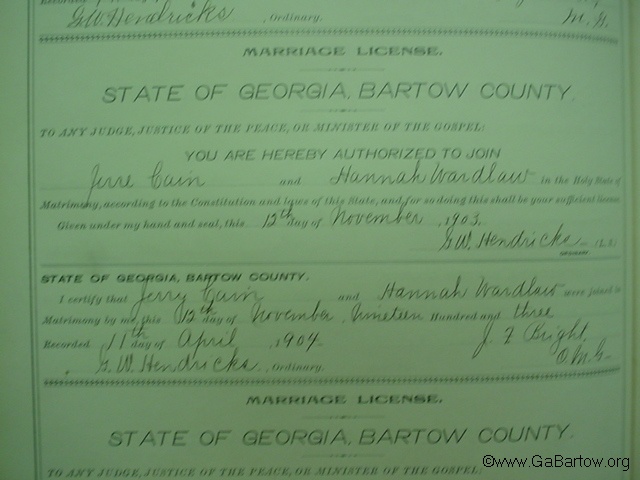 G.W. Hendricks , Ordinary. M. G.
MARRIAGE LICENSE.
STATE OF GEORGIA, BARTOW COUNTY.
TO ANY JUDGE, JUSTICE OF THE PEACE, OR MINISTER OF THE GOSPEL:
YOU ARE HEREBY AUTHORIZED TO JOIN
Jerre Cain and Hannah Wardlaw in the Holy State of
Matrimony, according to the Constitution and laws of this State, and for so doing this shall be your sufficient license
Given under my hand and seal, this 12th day of November , 1903.
G.W. Hendricks (L.S.)
STATE OF GEORGIA, BARTOW COUNTY.
I certify that Jerry Cain and Hannah Wardlaw were joined in
Matrimony by me, this 12th day of November Nineteen Hundred and three
Recorded 11th day of April , 1904. J. F. Bright,
G. W. Hendricks , Ordinary. O.M.G.
MARRIAGE LICENSE.
STATE OF GEORGIA, BARTOW COUNTY.
TO ANY JUDGE, JUSTICE OF THE PEACE, OR MINISTER OF THE GOSPEL:
©www.GaBartow.org